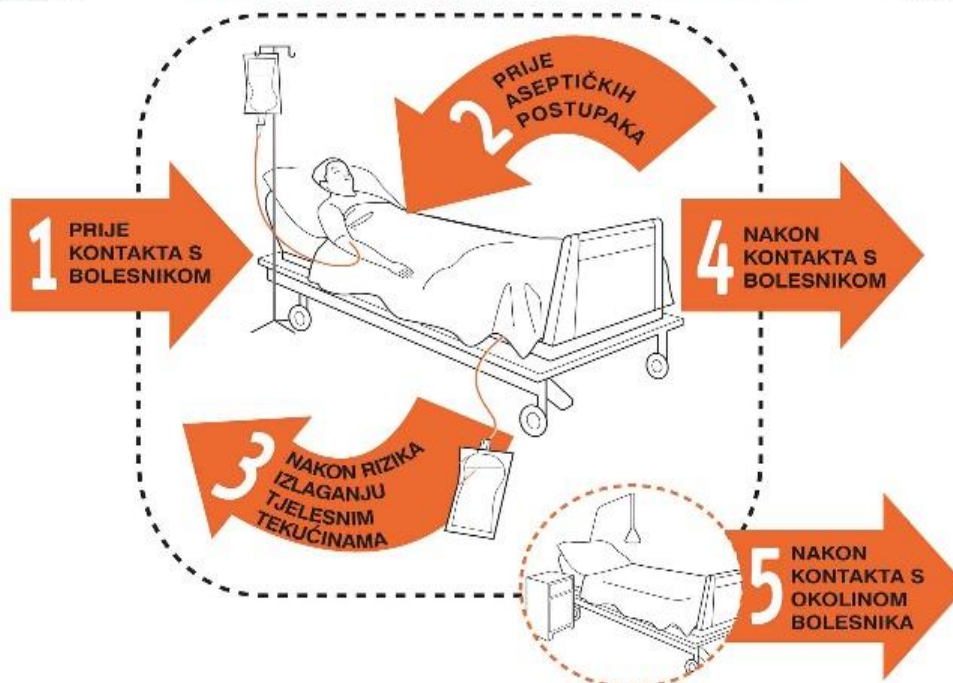 1
PRIJE
KONTAKTA S
BOLESNIKOM
2
PRIJE
ASEPTIČKIH
POSTUPAKA
3
NAKON RIZIKA
IZLAGANJU
TJELESNIM
TEKUĆINAMA
4
NAKON
KONTAKTA S
BOLESNIKOM
5
NAKON
KONTAKTA S
OKOLINOM
BOLESNIKA